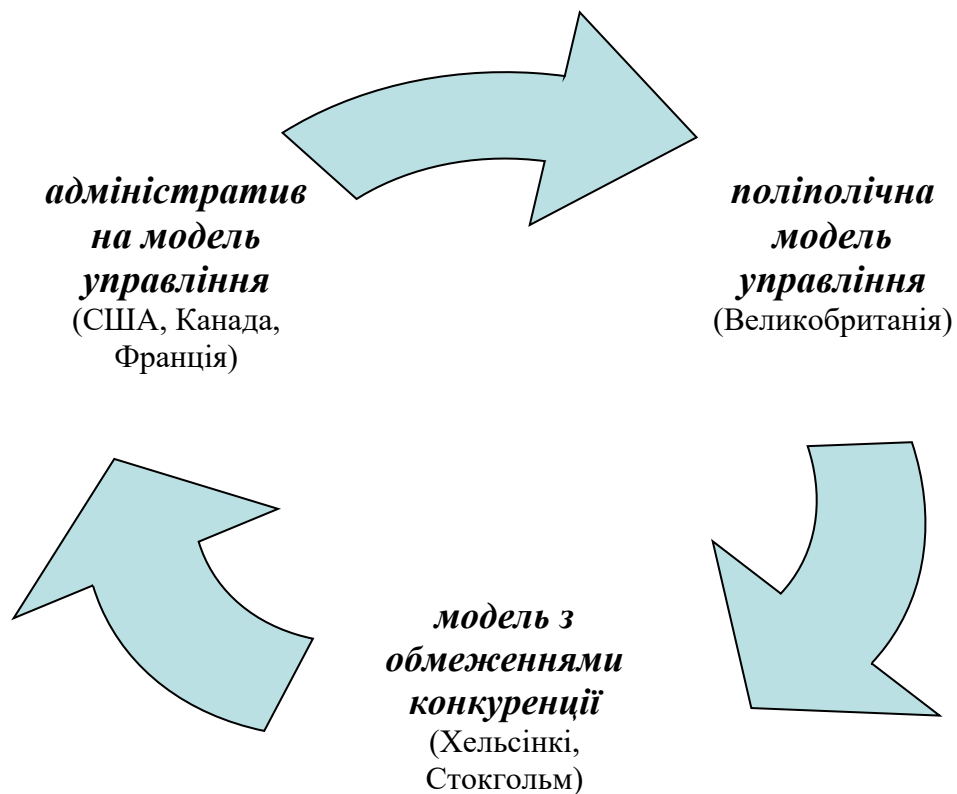 адміністратив
на модель
управління
(США, Канада,
Франція)
поліполічна
модель
управління
(Великобританія)
модель з
обмеженнями
конкуренції
(Хельсінкі,
Стокгольм)